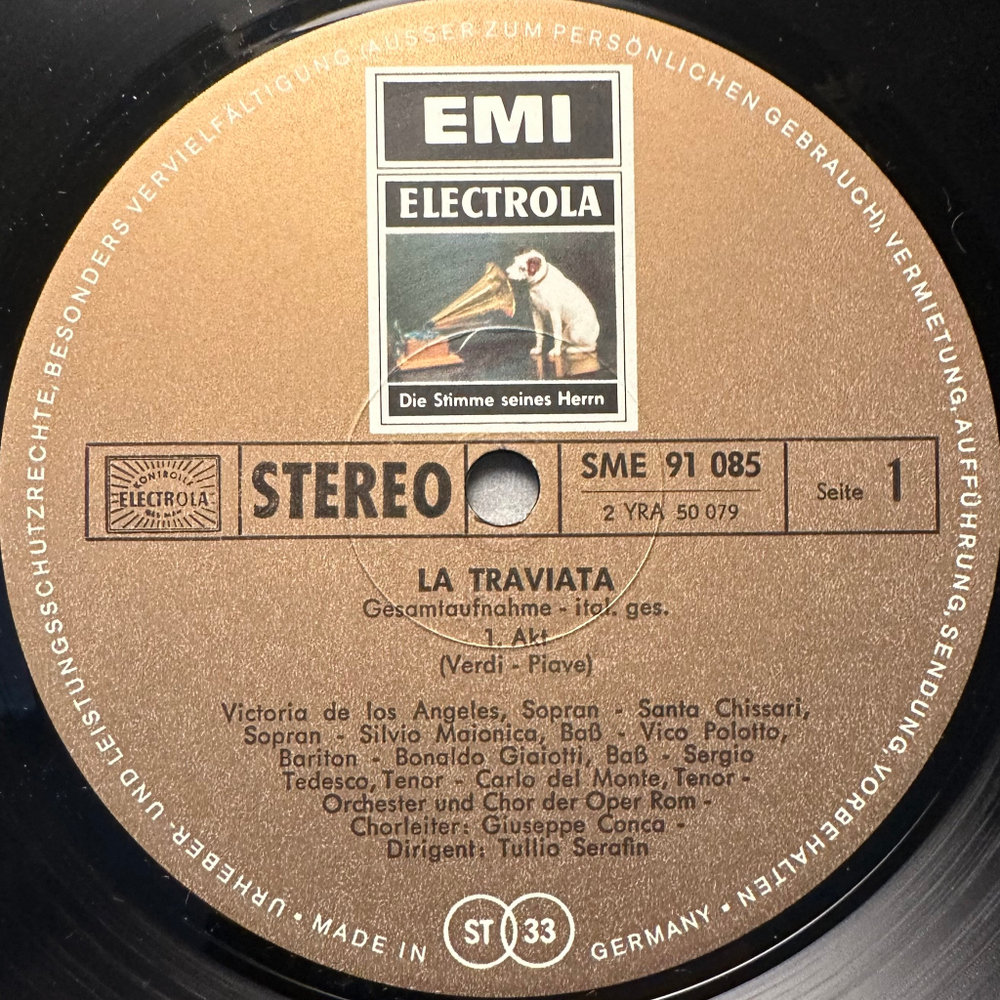 EMI
ELECTROLA
Die Stimme seines Herrn
KONTROLLE
ELECTROLA
STEREO
SME 91 085
2 YRA 50 079
Seite 1
LA TRAVIATA
Gesamtaufnahme - ital. ges.
1. Akt
(Verdi - Piave)
Victoria de los Angeles, Sopran - Santa Chissari,
Sopran - Silvio Maionica, Baß - Vico Polotto,
Bariton - Bonaldo Giaiotti, Baß - Sergio
Tedesco, Tenor - Carlo del Monte, Tenor -
Orchester und Chor der Oper Rom -
Chorleiter: Giuseppe Conca -
Dirigent: Tullio Serafin
URHEBER- UND LEISTUNGSSCHUTZRECHTE, BESONDERS VERVIELFÄLTIGUNG (AUSSER ZUM PERSÖNLICHEN GEBRAUCH), VERMIETUNG, AUFFÜHRUNG, SENDUNG, VORBEHALTEN
• MADE IN ST 33 GERMANY •